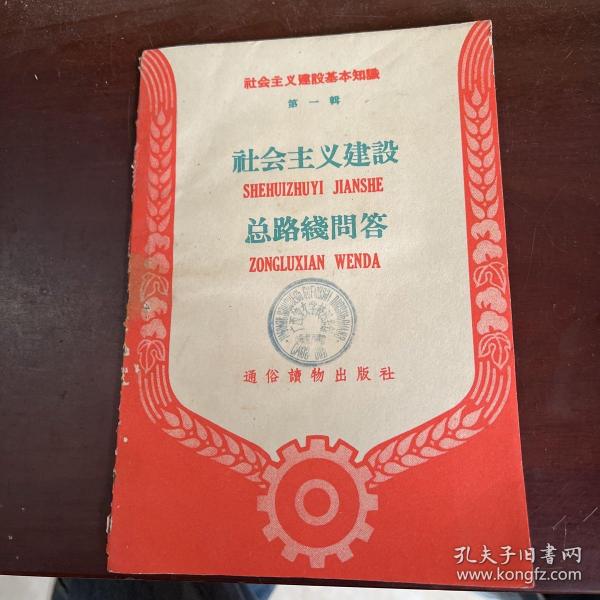 社会主义建設基本知識
第一輯
社会主义建設
SHEHUIZHUYI JIANSHE
总路綫問答
ZONGLUXIAN WENDA
通俗讀物出版社
孔夫子旧书网
www.kongfz.com